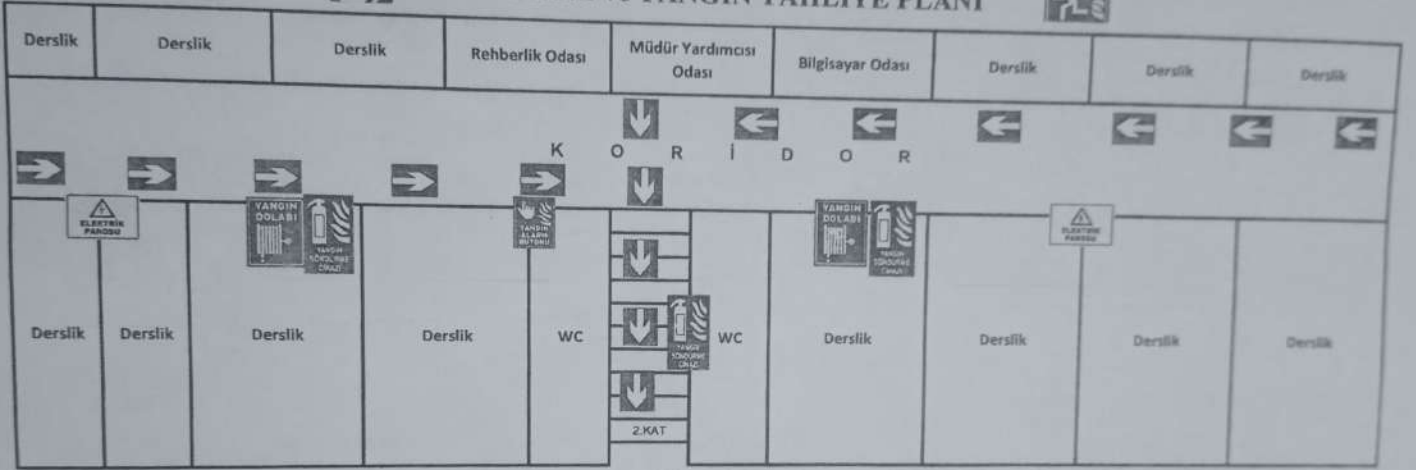 YANGIN TAHLİYE PLANI
Derslik
Derslik
Derslik
Rehberlik Odası
Müdür Yardımcısı
Odası
Bilgisayar Odası
Derslik
Derslik
Derslik
K O R İ D O R
ELEKTRİK
PANOSU
YANGIN
DOLABI
YANGIN
SÖNDÜRME
CİHAZI
YANGIN
ALARM
BUTONU
YANGIN
DOLABI
YANGIN
SÖNDÜRME
CİHAZI
ELEKTRİK
PANOSU
YANGIN
SÖNDÜRME
CİHAZI
Derslik
Derslik
Derslik
Derslik
WC
WC
Derslik
Derslik
Derslik
Derslik
2.KAT